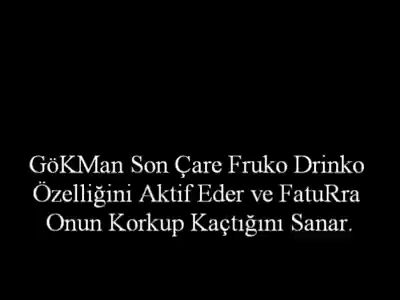 GöKMan Son Çare Fruko Drinko
Özelliğini Aktif Eder ve FatuRra
Onun Korkup Kaçtığını Sanar.